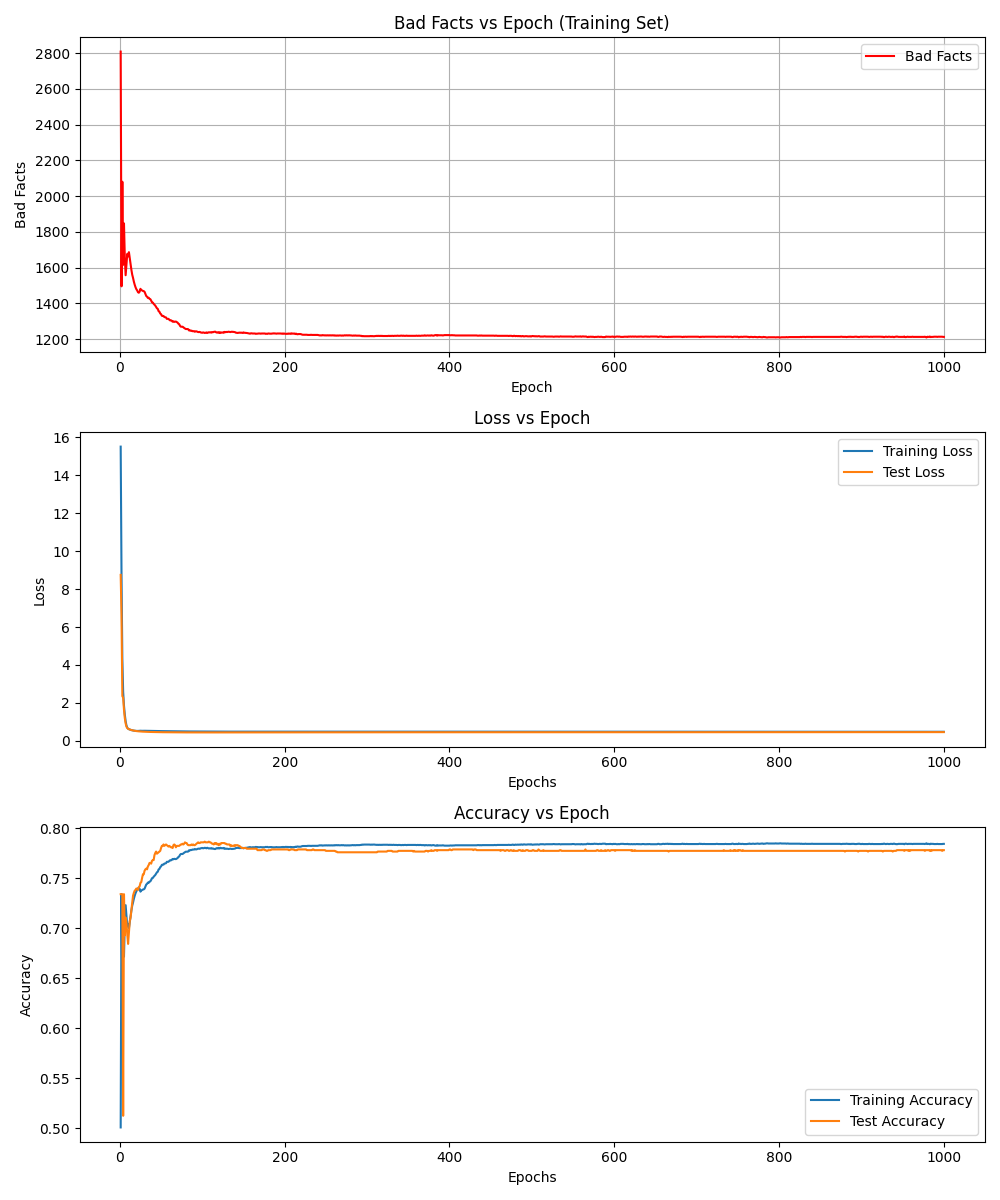 Bad Facts vs Epoch (Training Set)
2800
2600
2400
2200
2000
1800
1600
1400
1200
Bad Facts
Bad Facts
0 200 400 600 800 1000
Epoch
Loss vs Epoch
16
14
12
10
8
6
4
2
0
Loss
Training Loss
Test Loss
0 200 400 600 800 1000
Epochs
Accuracy vs Epoch
0.80
0.75
0.70
0.65
0.60
0.55
0.50
Accuracy
Training Accuracy
Test Accuracy
0 200 400 600 800 1000
Epochs